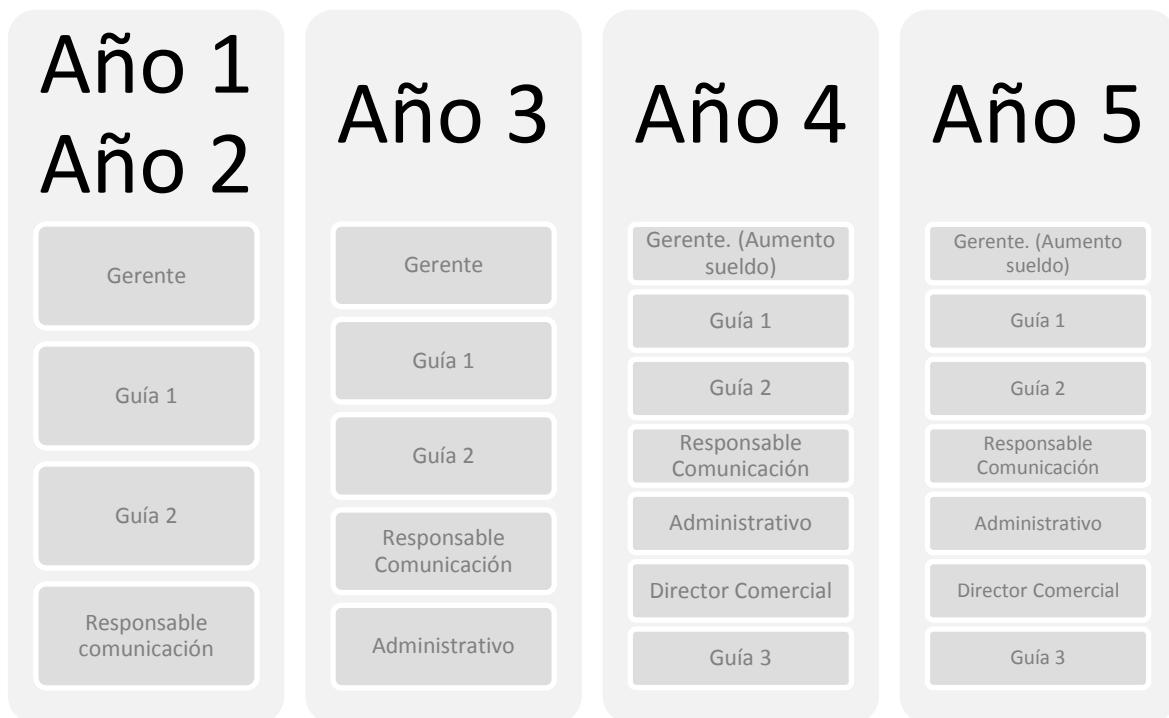 Año 1
Año 2
Gerente
Guía 1
Guía 2
Responsable
comunicación
Año 3
Gerente
Guía 1
Guía 2
Responsable
Comunicación
Administrativo
Año 4
Gerente. (Aumento
sueldo)
Guía 1
Guía 2
Responsable
Comunicación
Administrativo
Director Comercial
Guía 3
Año 5
Gerente. (Aumento
sueldo)
Guía 1
Guía 2
Responsable
Comunicación
Administrativo
Director Comercial
Guía 3